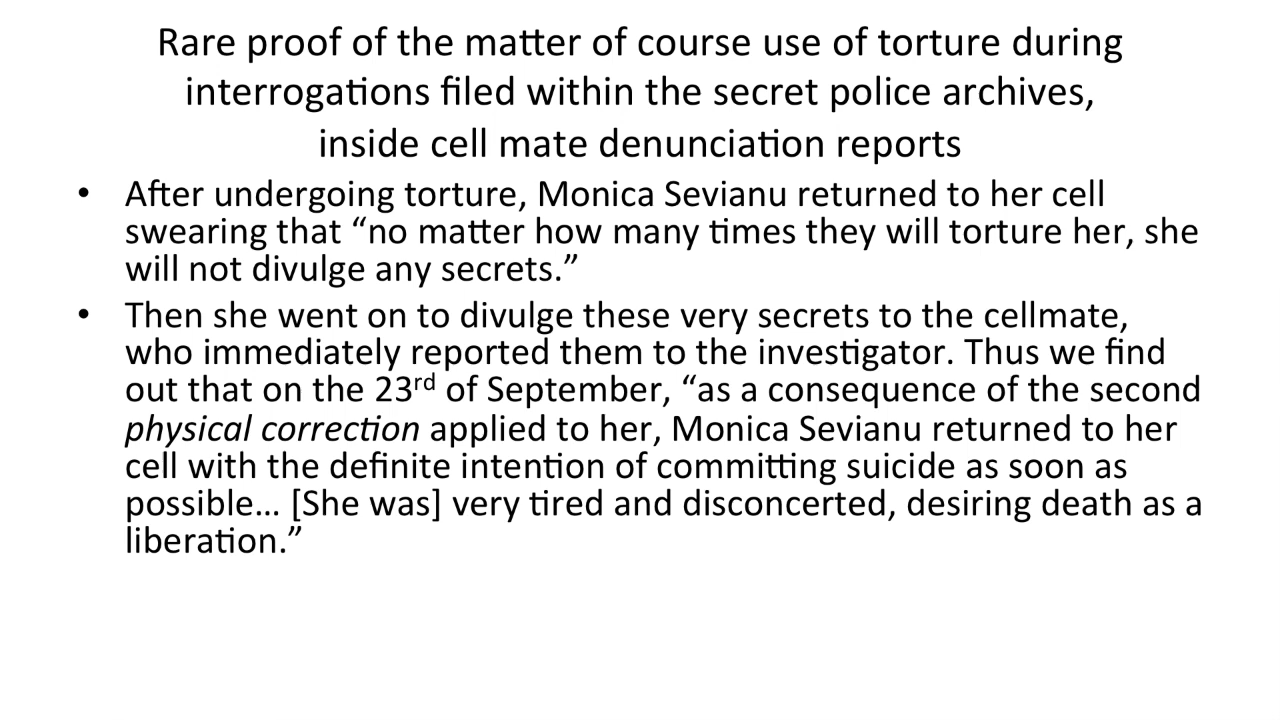 Rare proof of the matter of course use of torture during
interrogations filed within the secret police archives,
inside cell mate denunciation reports
• After undergoing torture, Monica Sevianu returned to her cell
swearing that “no matter how many times they will torture her, she
will not divulge any secrets.”
• Then she went on to divulge these very secrets to the cellmate,
who immediately reported them to the investigator. Thus we find
out that on the 23rd of September, “as a consequence of the second
physical correction applied to her, Monica Sevianu returned to her
cell with the definite intention of committing suicide as soon as
possible… [She was] very tired and disconcerted, desiring death as a
liberation.”